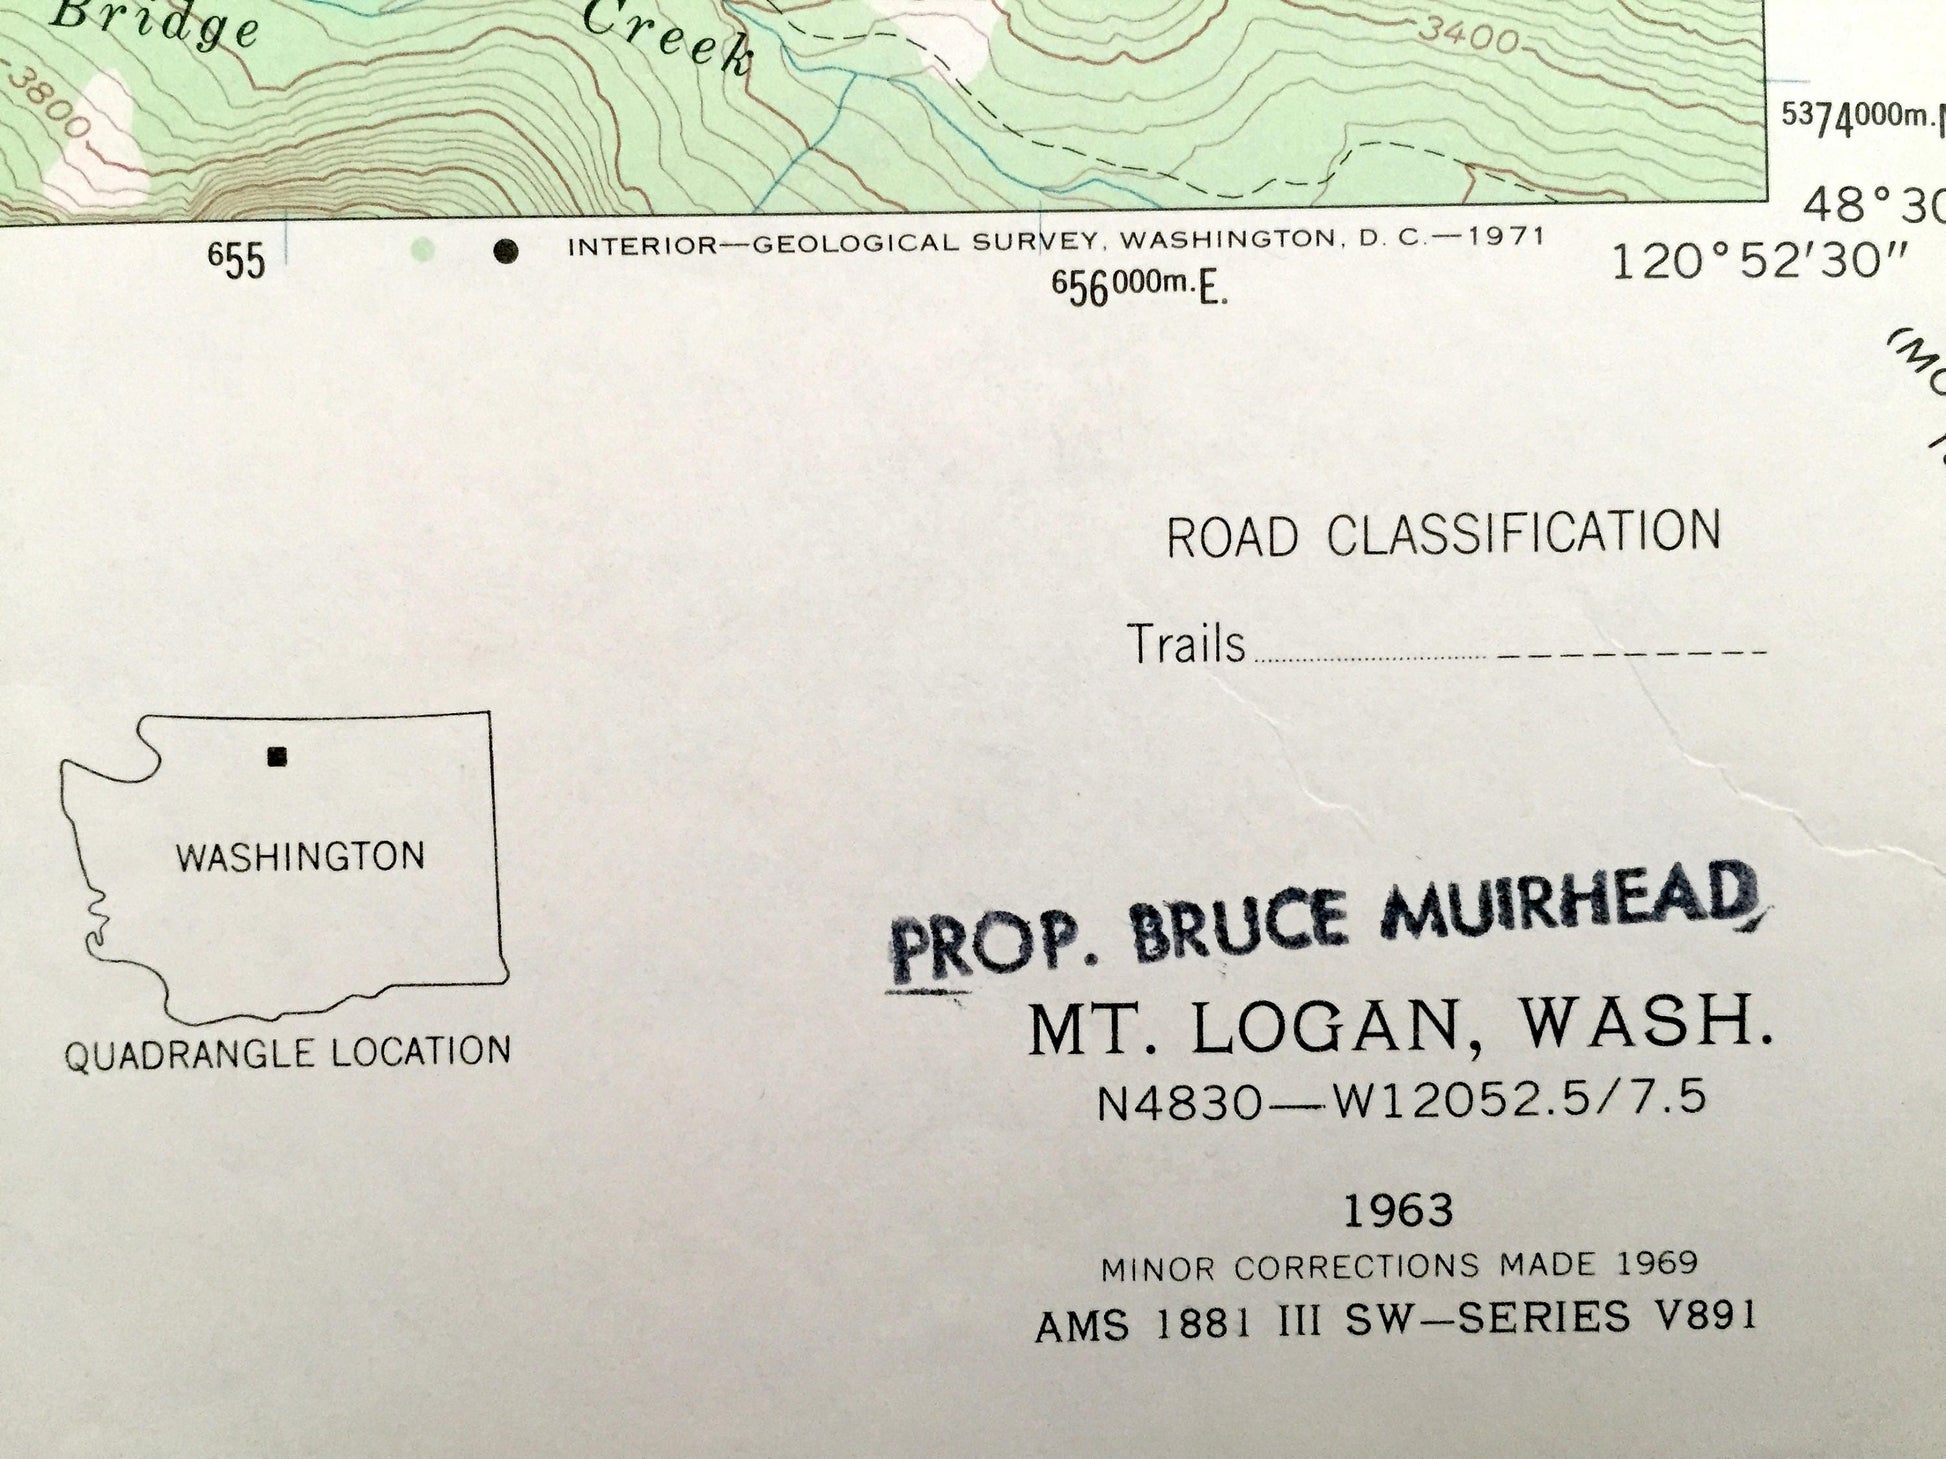 Bridge Creek
3800
3400
5374000m.
48°30
655
INTERIOR—GEOLOGICAL SURVEY, WASHINGTON, D. C.—1971
656000m.E.
120°52′30″
ROAD CLASSIFICATION
Trails
WASHINGTON
QUADRANGLE LOCATION
PROP. BRUCE MUIRHEAD
MT. LOGAN, WASH.
N4830—W12052.5/7.5
1963
MINOR CORRECTIONS MADE 1969
AMS 1881 III SW—SERIES V891